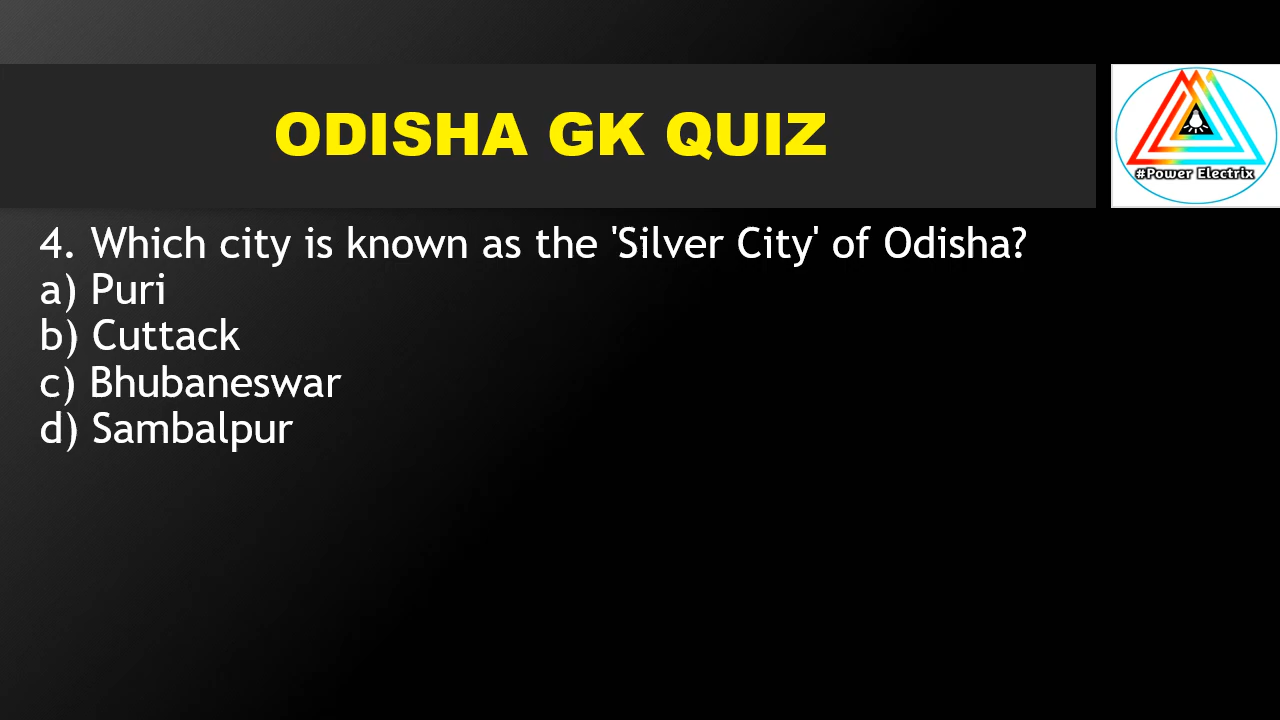 ODISHA GK QUIZ
#Power Electrix
4. Which city is known as the 'Silver City' of Odisha?
a) Puri
b) Cuttack
c) Bhubaneswar
d) Sambalpur